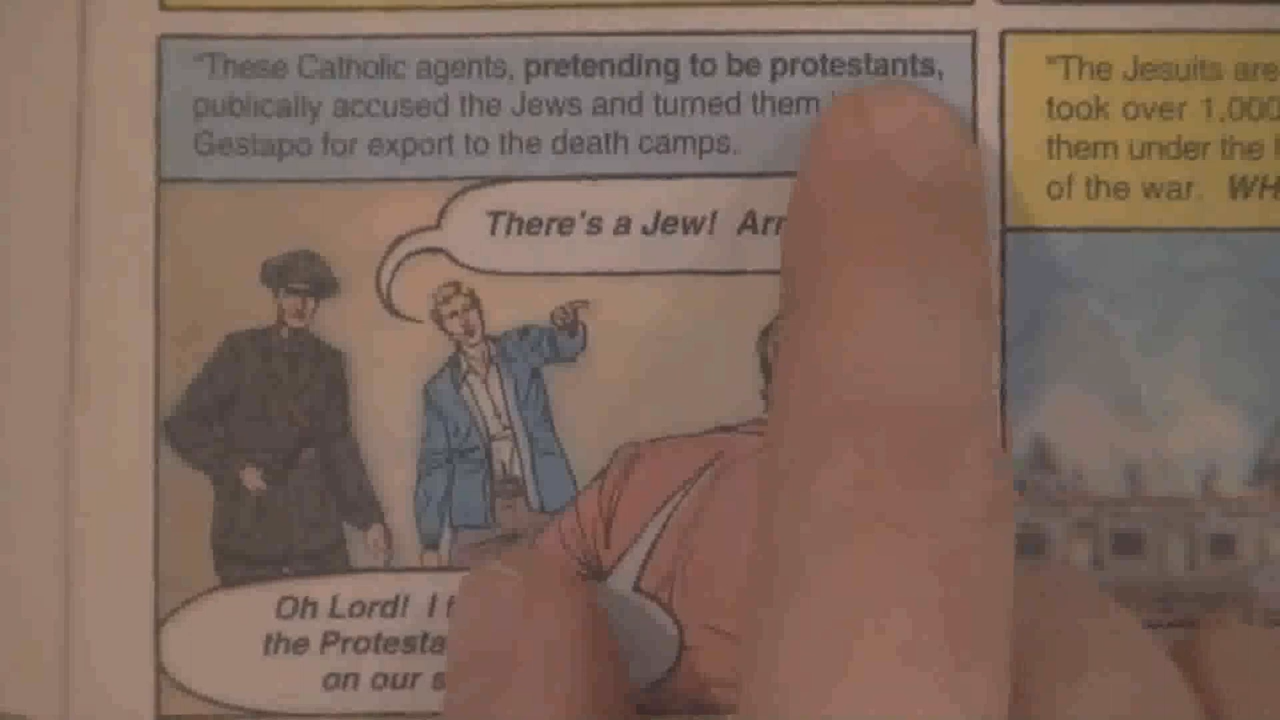 "These Catholic agents, pretending to be protestants,
publically accused the Jews and turned them
Gestapo for export to the death camps.
There's a Jew! Arr
Oh Lord! I
the Protesta
on our s
"The Jesuits are
took over 1,000
them under the
of the war. WH